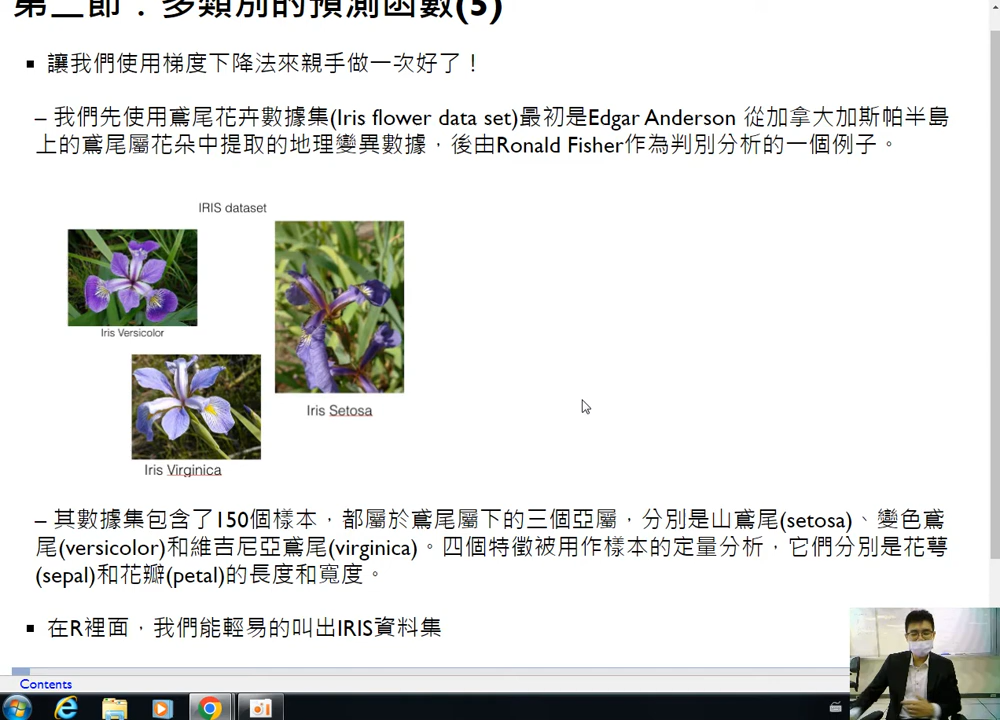 第二節：多類別的預測函數(5)
▪ 讓我們使用梯度下降法來親手做一次好了！
– 我們先使用鳶尾花卉數據集(Iris flower data set)最初是Edgar Anderson 從加拿大加斯帕半島
上的鳶尾屬花朵中提取的地理變異數據，後由Ronald Fisher作為判別分析的一個例子。
IRIS dataset
Iris Versicolor
Iris Setosa
Iris Virginica
– 其數據集包含了150個樣本，都屬於鳶尾屬下的三個亞屬，分別是山鳶尾(setosa)、變色鳶
尾(versicolor)和維吉尼亞鳶尾(virginica)。四個特徵被用作樣本的定量分析，它們分別是花萼
(sepal)和花瓣(petal)的長度和寬度。
▪ 在R裡面，我們能輕易的叫出IRIS資料集
Contents